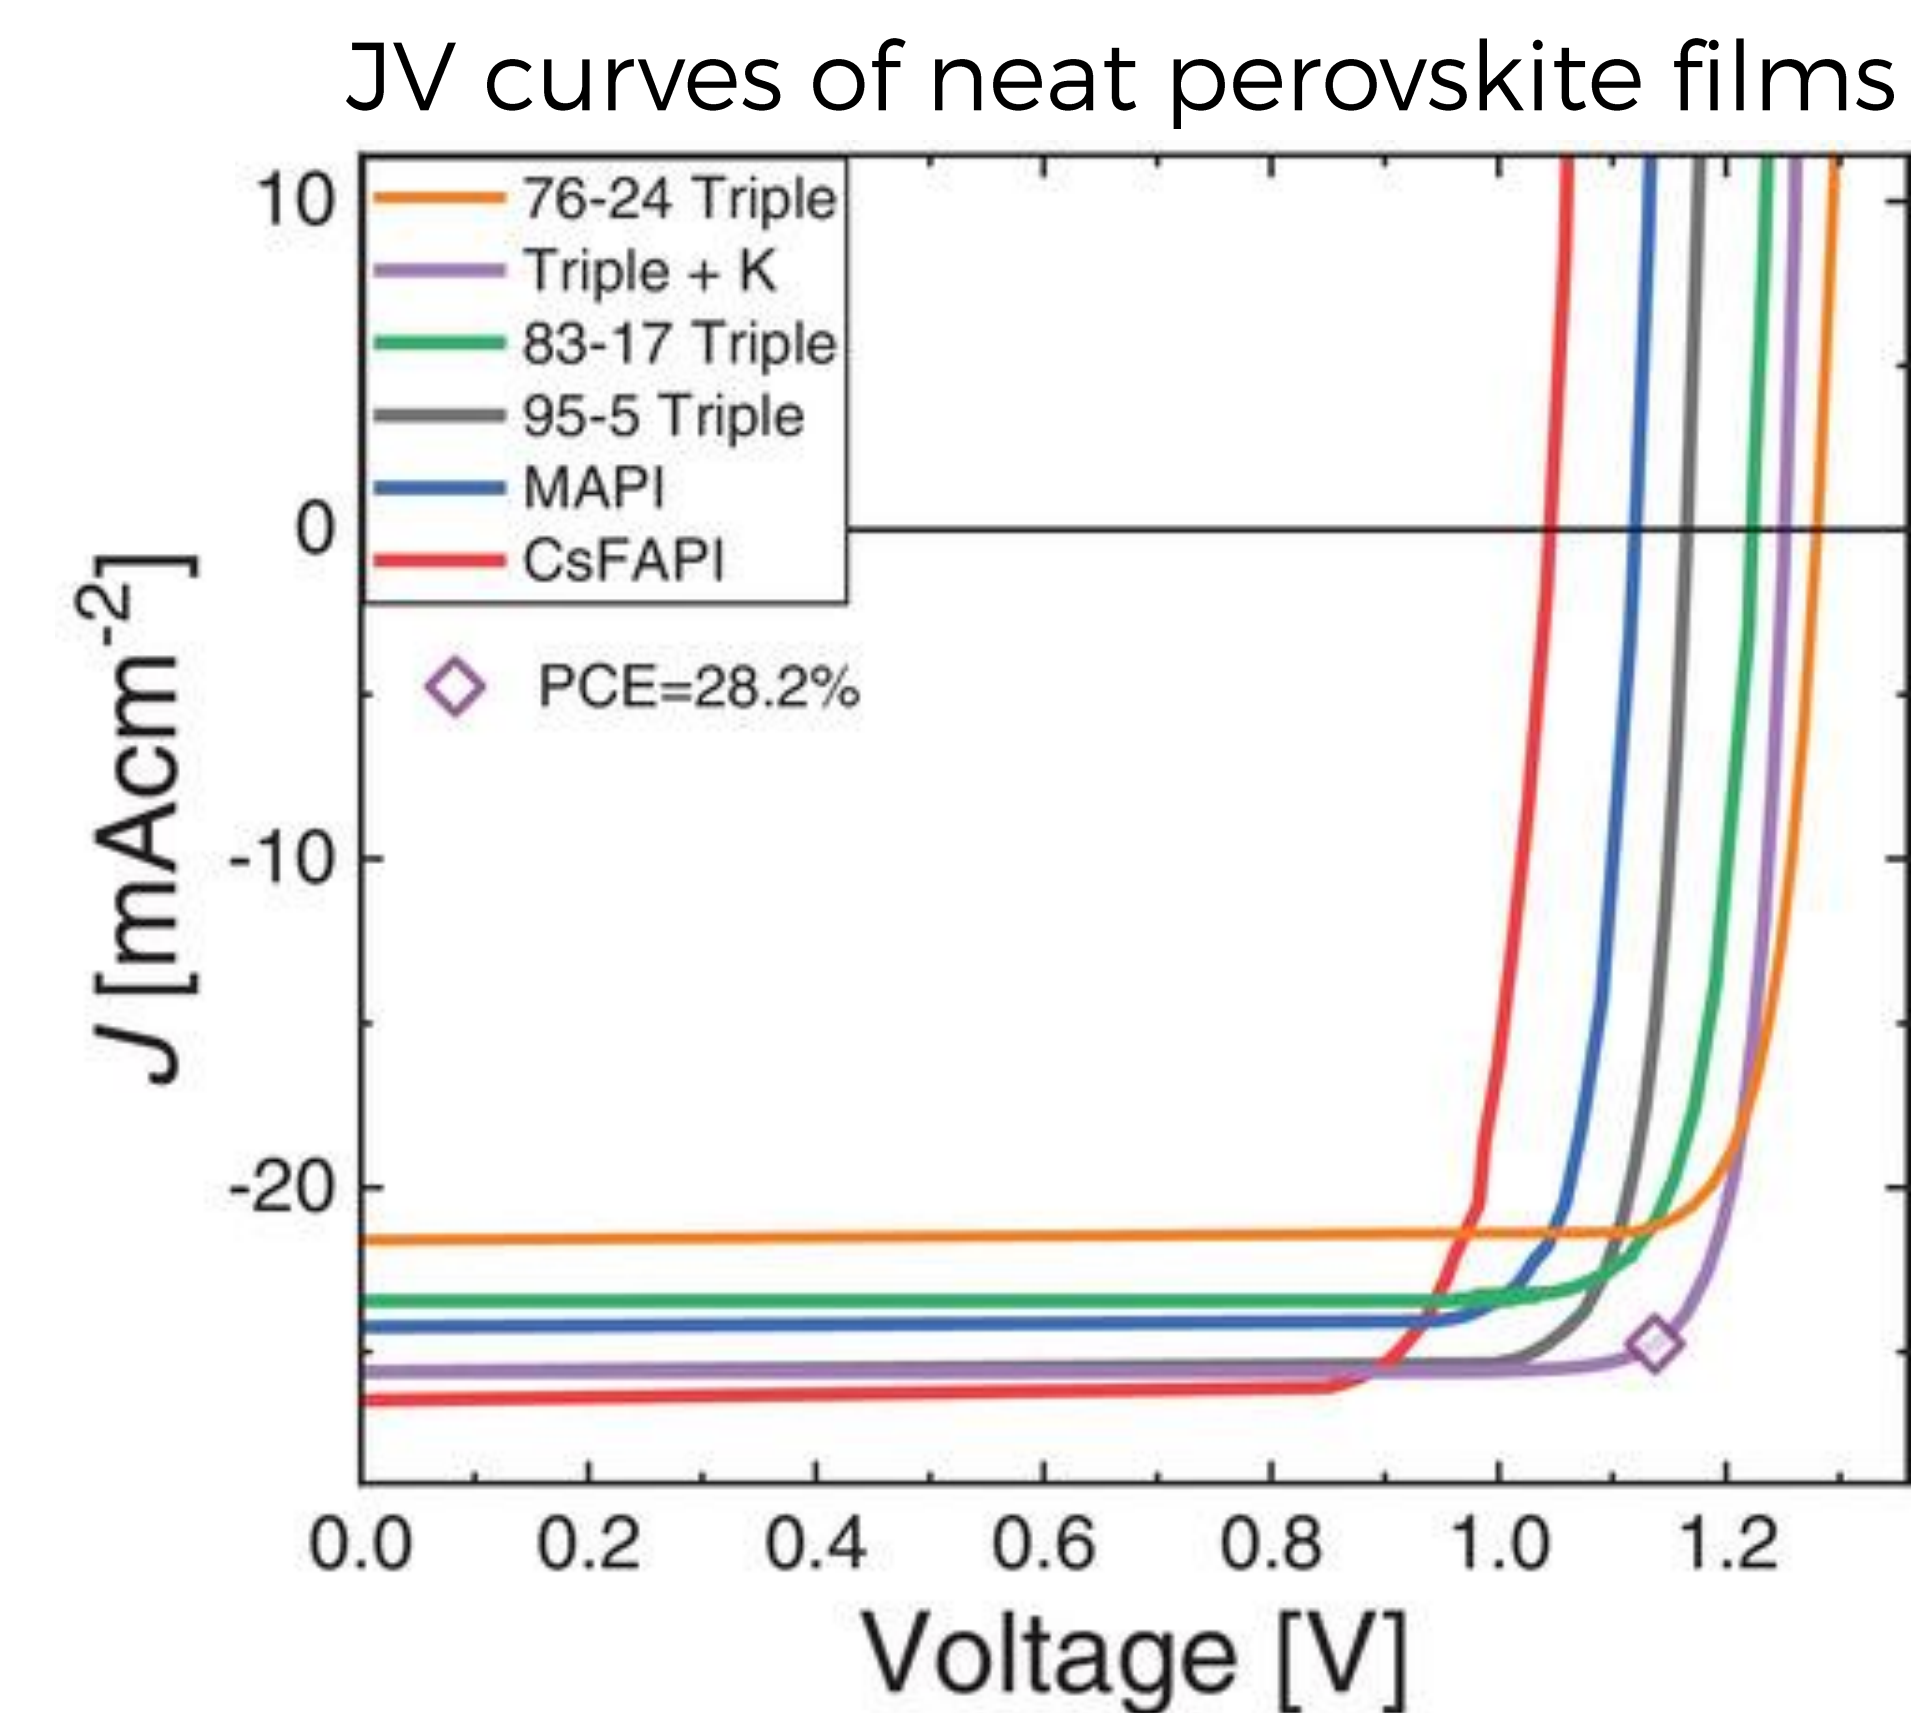 JV curves of neat perovskite films
76-24 Triple
Triple + K
83-17 Triple
95-5 Triple
MAPI
CsFAPI
PCE=28.2%
10
0
-10
-20
J [mAcm-2]
0.0 0.2 0.4 0.6 0.8 1.0 1.2
Voltage [V]